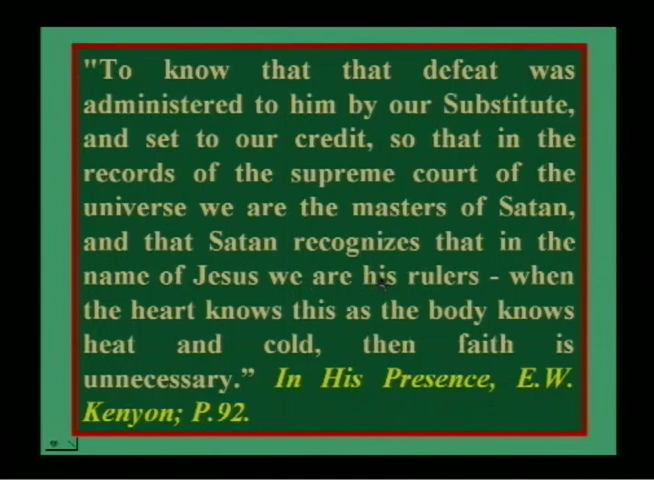 "To know that that defeat was
administered to him by our Substitute,
and set to our credit, so that in the
records of the supreme court of the
universe we are the masters of Satan,
and that Satan recognizes that in the
name of Jesus we are his rulers - when
the heart knows this as the body knows
heat and cold, then faith is
unnecessary.” In His Presence, E.W.
Kenyon; P.92.